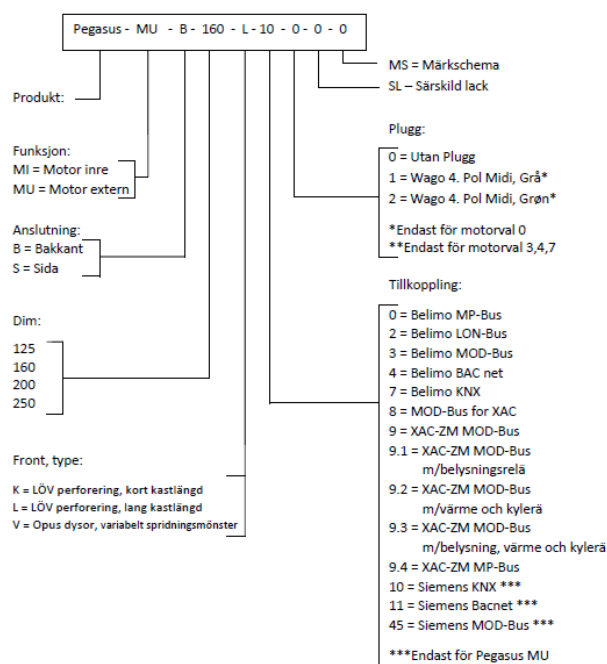 Pegasus - MU - B - 160 - L - 10 - 0 - 0 - 0
MS = Märkschema
SL – Särskild lack
Produkt:
Funksjon:
MI = Motor inre
MU = Motor extern
Anslutning:
B = Bakkant
S = Sida
Dim:
125
160
200
250
Front, type:
K = LÖV perforering, kort kastlängd
L = LÖV perforering, lang kastlängd
V = Opus dysor, variabelt spridningsmönster
Plugg:
0 = Utan Plugg
1 = Wago 4. Pol Midi, Grå*
2 = Wago 4. Pol Midi, Grøn*
*Endast för motorval 0
**Endast för motorval 3,4,7
Tillkoppling:
0 = Belimo MP-Bus
2 = Belimo LON-Bus
3 = Belimo MOD-Bus
4 = Belimo BAC net
7 = Belimo KNX
8 = MOD-Bus for XAC
9 = XAC-ZM MOD-Bus
9.1 = XAC-ZM MOD-Bus
m/belysningsrelä
9.2 = XAC-ZM MOD-Bus
m/värme och kylerä
9.3 = XAC-ZM MOD-Bus
m/belysning, värme och kylerä
9.4 = XAC-ZM MP-Bus
10 = Siemens KNX ***
11 = Siemens Bacnet ***
45 = Siemens MOD-Bus ***
***Endast för Pegasus MU